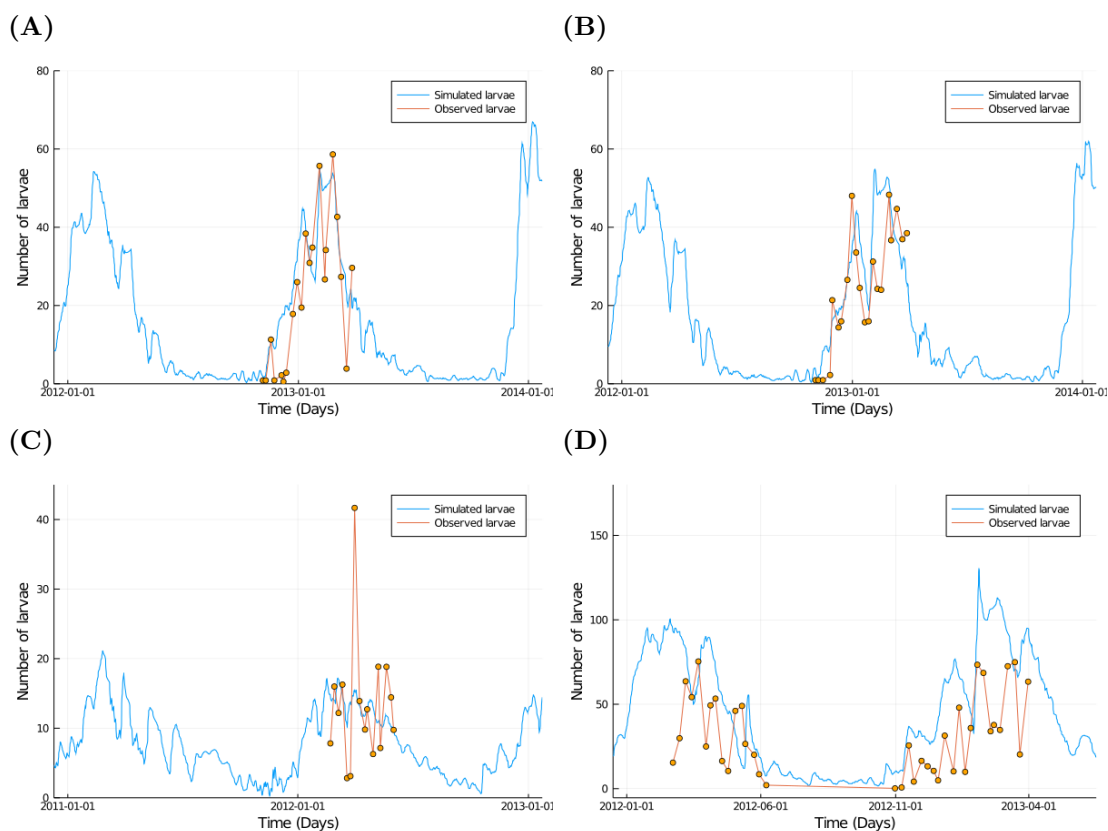 (A)
80
60
40
20
0
Number of larvae
Simulated larvae
Observed larvae
2012-01-01
2013-01-01
2014-01-01
Time (Days)
(B)
80
60
40
20
0
Number of larvae
Simulated larvae
Observed larvae
2012-01-01
2013-01-01
2014-01-01
Time (Days)
(C)
40
30
20
10
0
Number of larvae
Simulated larvae
Observed larvae
2011-01-01
2012-01-01
2013-01-01
Time (Days)
(D)
150
100
50
0
Number of larvae
Simulated larvae
Observed larvae
2012-01-01
2012-06-01
2012-11-01
2013-04-01
Time (Days)